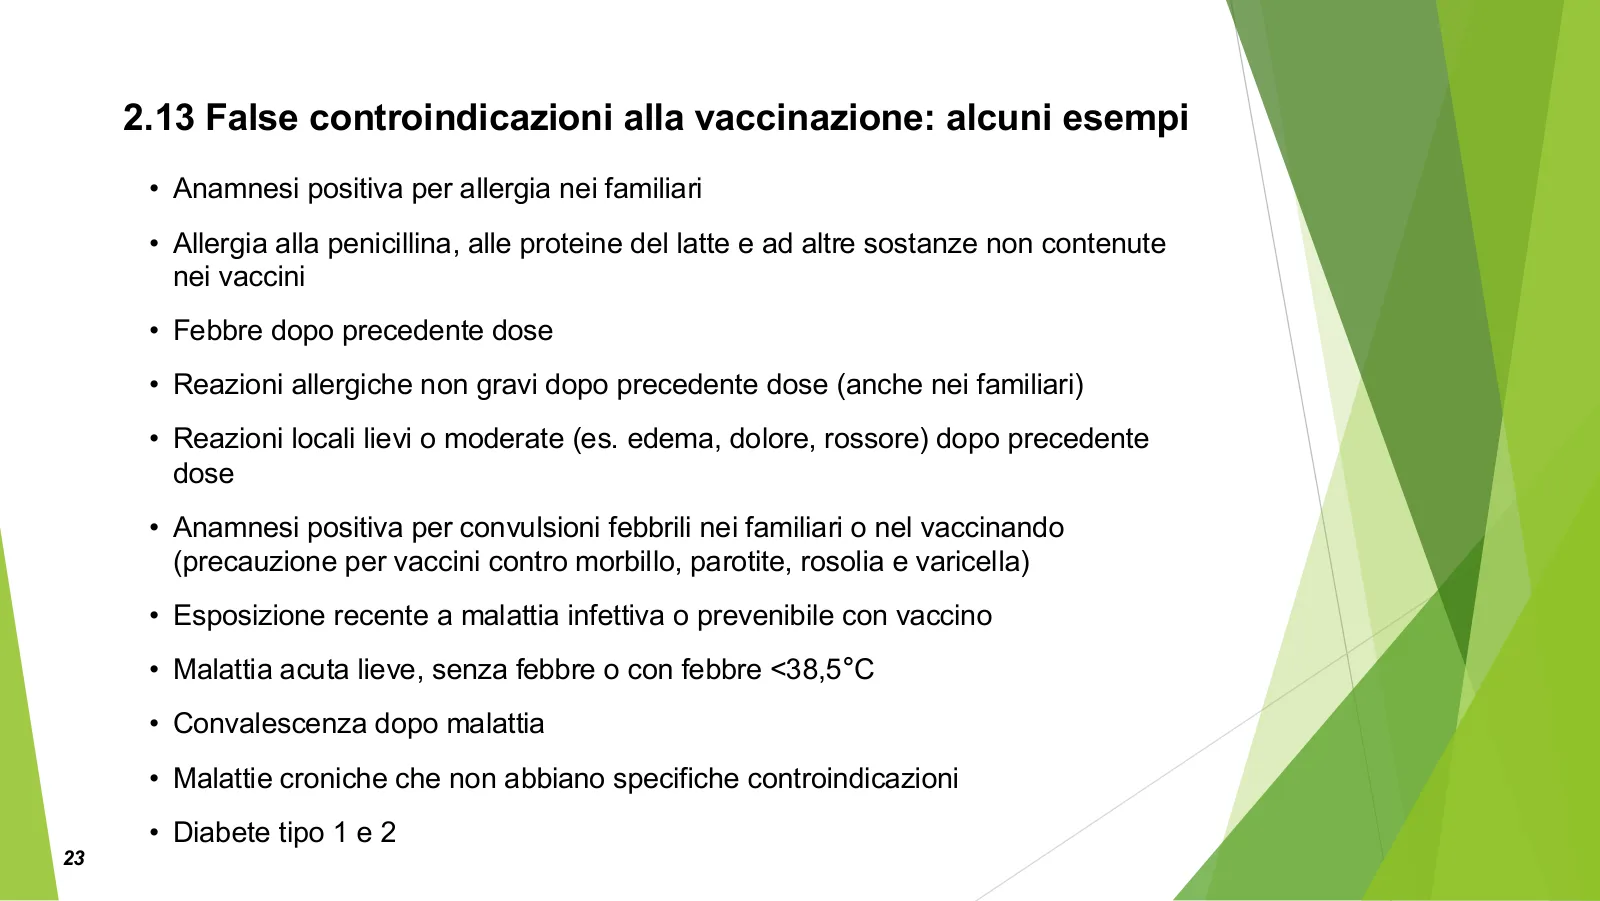 2.13 False controindicazioni alla vaccinazione: alcuni esempi
• Anamnesi positiva per allergia nei familiari
• Allergia alla penicillina, alle proteine del latte e ad altre sostanze non contenute
nei vaccini
• Febbre dopo precedente dose
• Reazioni allergiche non gravi dopo precedente dose (anche nei familiari)
• Reazioni locali lievi o moderate (es. edema, dolore, rossore) dopo precedente
dose
• Anamnesi positiva per convulsioni febbrili nei familiari o nel vaccinando
(precauzione per vaccini contro morbillo, parotite, rosolia e varicella)
• Esposizione recente a malattia infettiva o prevenibile con vaccino
• Malattia acuta lieve, senza febbre o con febbre <38,5°C
• Convalescenza dopo malattia
• Malattie croniche che non abbiano specifiche controindicazioni
• Diabete tipo 1 e 2
23